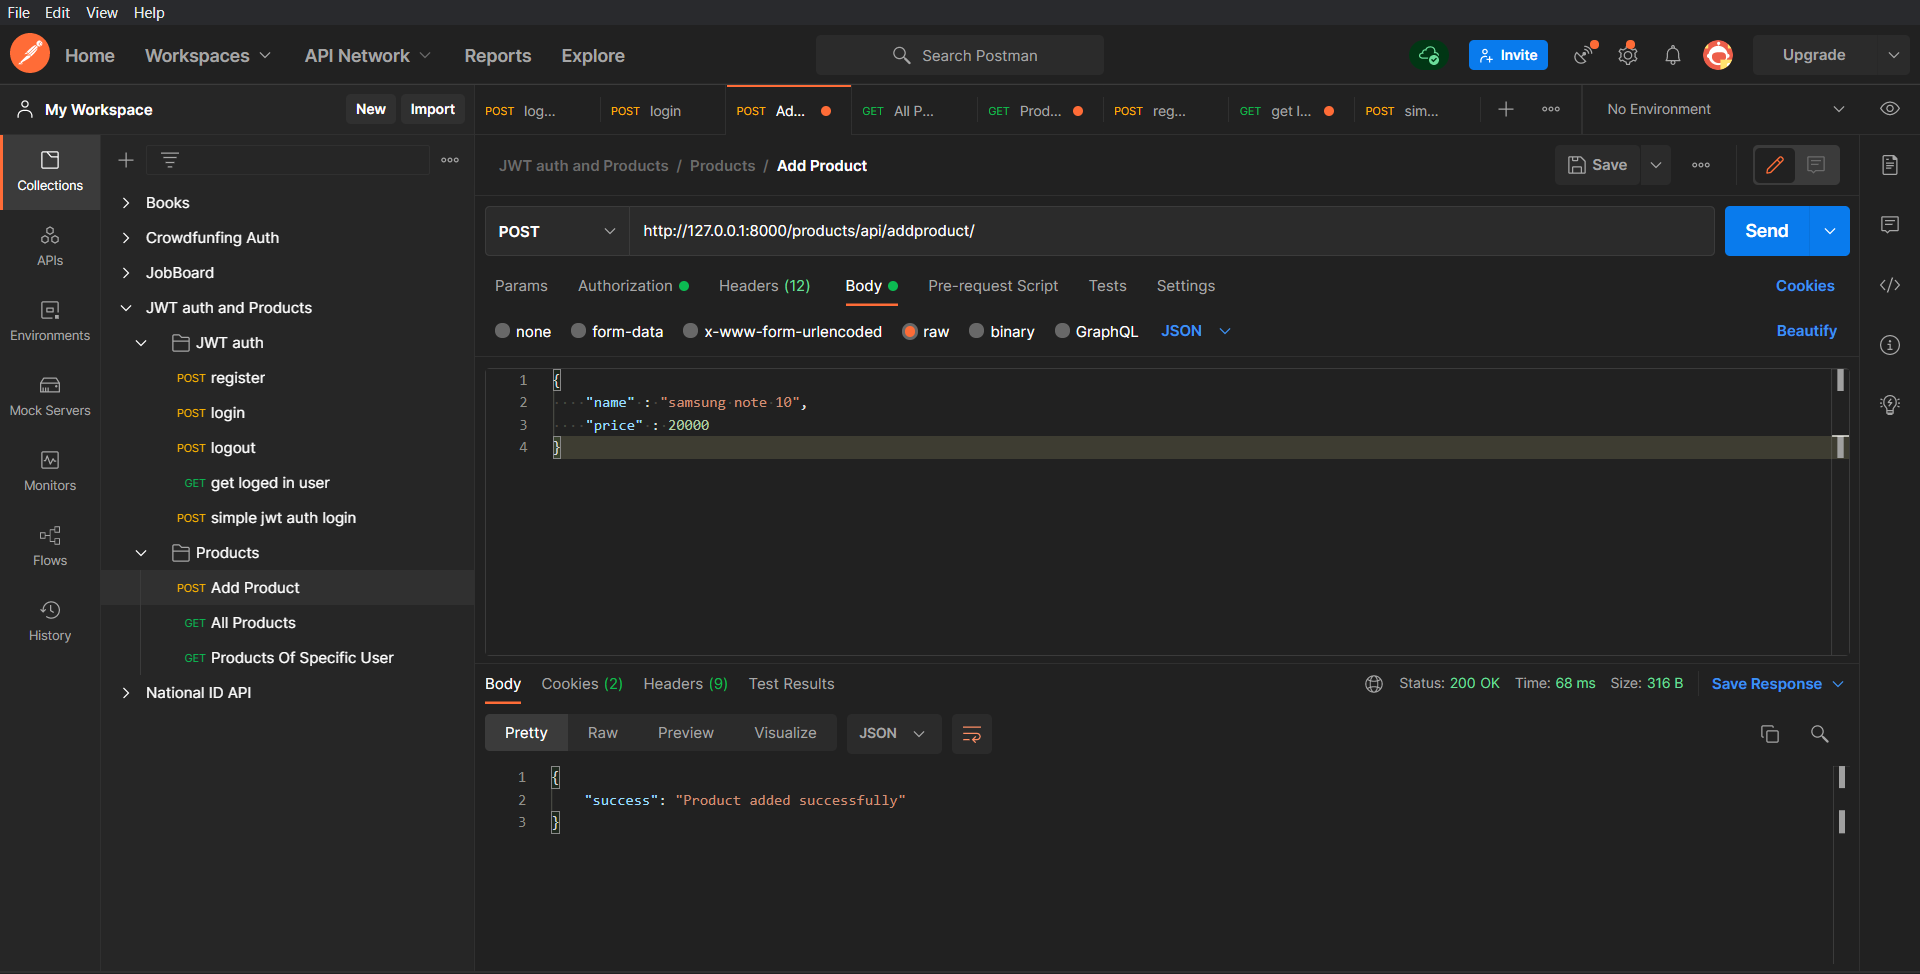 File Edit View Help
Home Workspaces API Network Reports Explore Search Postman Invite Upgrade
My Workspace New Import POST log... POST login POST Ad... GET All P... GET Prod... POST reg... GET get l... POST sim... No Environment
Collections
APIs
Environments
Mock Servers
Monitors
Flows
History
Books
Crowdfunfing Auth
JobBoard
JWT auth and Products
JWT auth
POST register
POST login
POST logout
GET get loged in user
POST simple jwt auth login
Products
POST Add Product
GET All Products
GET Products Of Specific User
National ID API
JWT auth and Products / Products / Add Product Save
POST http://127.0.0.1:8000/products/api/addproduct/ Send
Params Authorization Headers (12) Body Pre-request Script Tests Settings Cookies
none form-data x-www-form-urlencoded raw binary GraphQL JSON Beautify
1 {
2 "name" : "samsung note 10",
3 "price" : 20000
4 }
Body Cookies (2) Headers (9) Test Results Status: 200 OK Time: 68 ms Size: 316 B Save Response
Pretty Raw Preview Visualize JSON
1 {
2 "success": "Product added successfully"
3 }